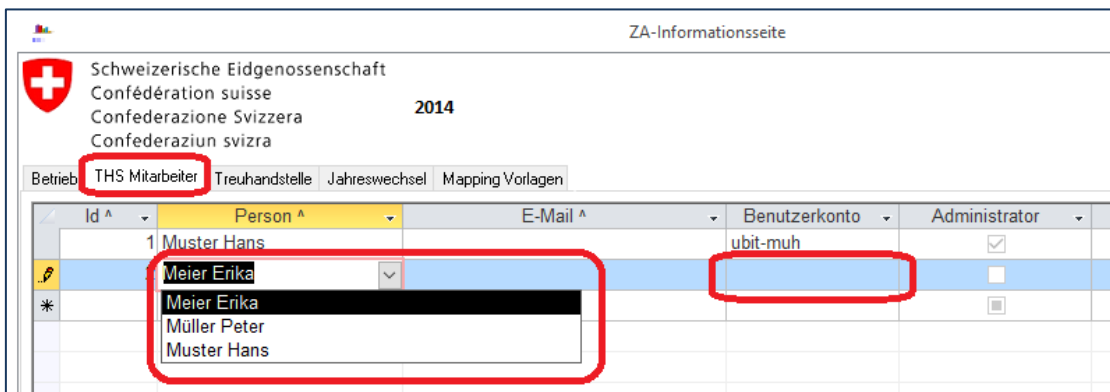 ZA-Informationsseite
Schweizerische Eidgenossenschaft
Confédération suisse
Confederazione Svizzera
Confederaziun svizra
2014
Betrieb THS Mitarbeiter Treuhandstelle Jahreswechsel Mapping Vorlagen
Id ^ Person ^ E-Mail ^ Benutzerkonto Administrator
1 Muster Hans ubit-muh
Meier Erika
Meier Erika
Müller Peter
Muster Hans